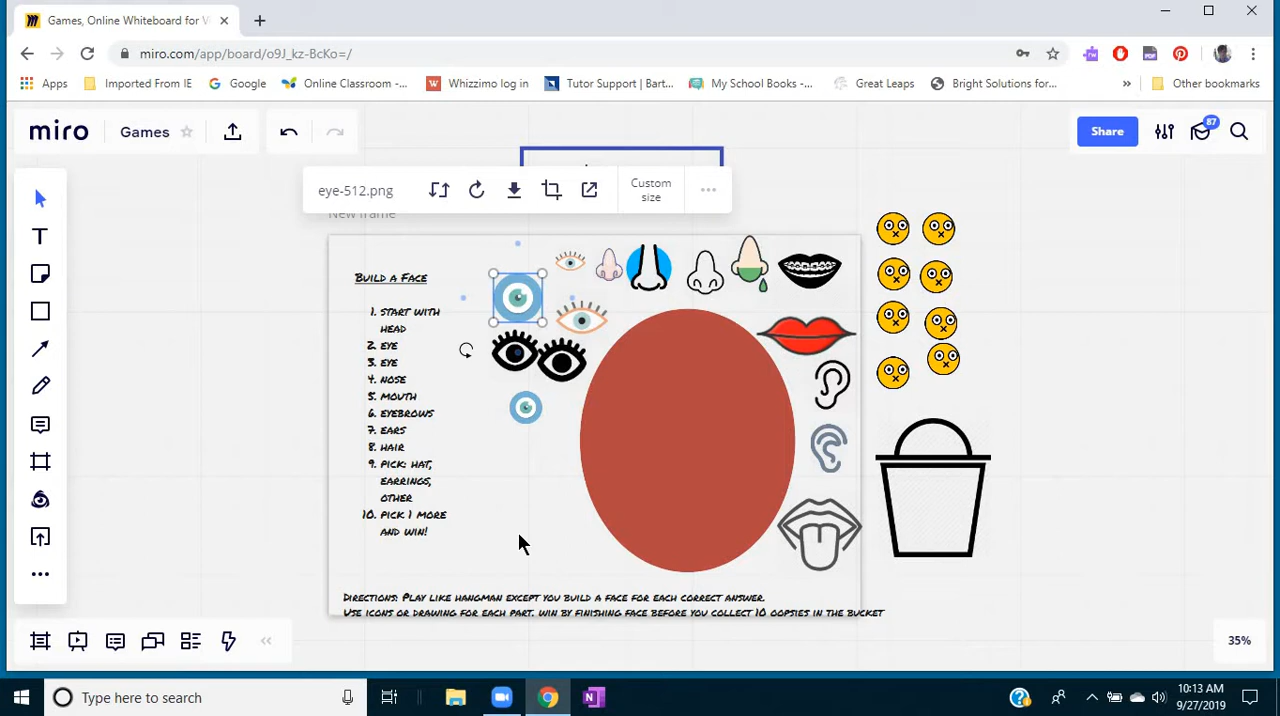 Games, Online Whiteboard for V
miro.com/app/board/o9J_kz-BcKo=/
Apps
Imported From IE
Google
Online Classroom -...
Whizzimo log in
Tutor Support | Bart...
My School Books -...
Great Leaps
Bright Solutions for...
»
Other bookmarks
miro
Games
Share
87
eye-512.png
Custom
size
New frame
Build a Face
1. Start with
head
2. Eye
3. Eye
4. Nose
5. Mouth
6. Eyebrows
7. Ears
8. Hair
9. Pick: hat,
earrings,
other
10. Pick 1 more
and win!
Directions: Play like hangman except you build a face for each correct answer.
Use icons or drawing for each part. Win by finishing face before you collect 10 oopsies in the bucket
35%
Type here to search
10:13 AM
9/27/2019